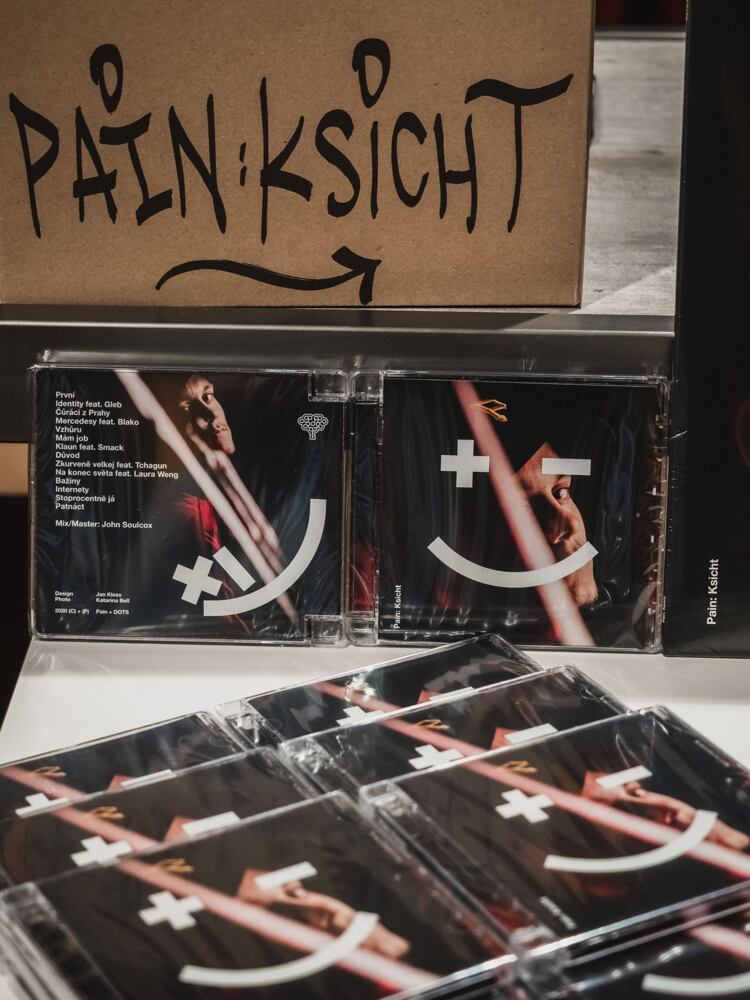 PAIN:KSICHT
První
Identity feat. Gleb
Čůráci z Prahy
Mercedesy feat. Blako
Vzhůru
Mám job
Klaun feat. Smack
Důvod
Zkurveně velkej feat. Tchagun
Na konec světa feat. Laura Weng
Bažiny
Internety
Stoprocentně já
Patnáct
Mix/Master: John Soulcox
Design Jan Kloss
Photo Katarina Bell
2020 (C) + (P) Pain + DOTS
Pain: Ksicht
Pain: Ksicht